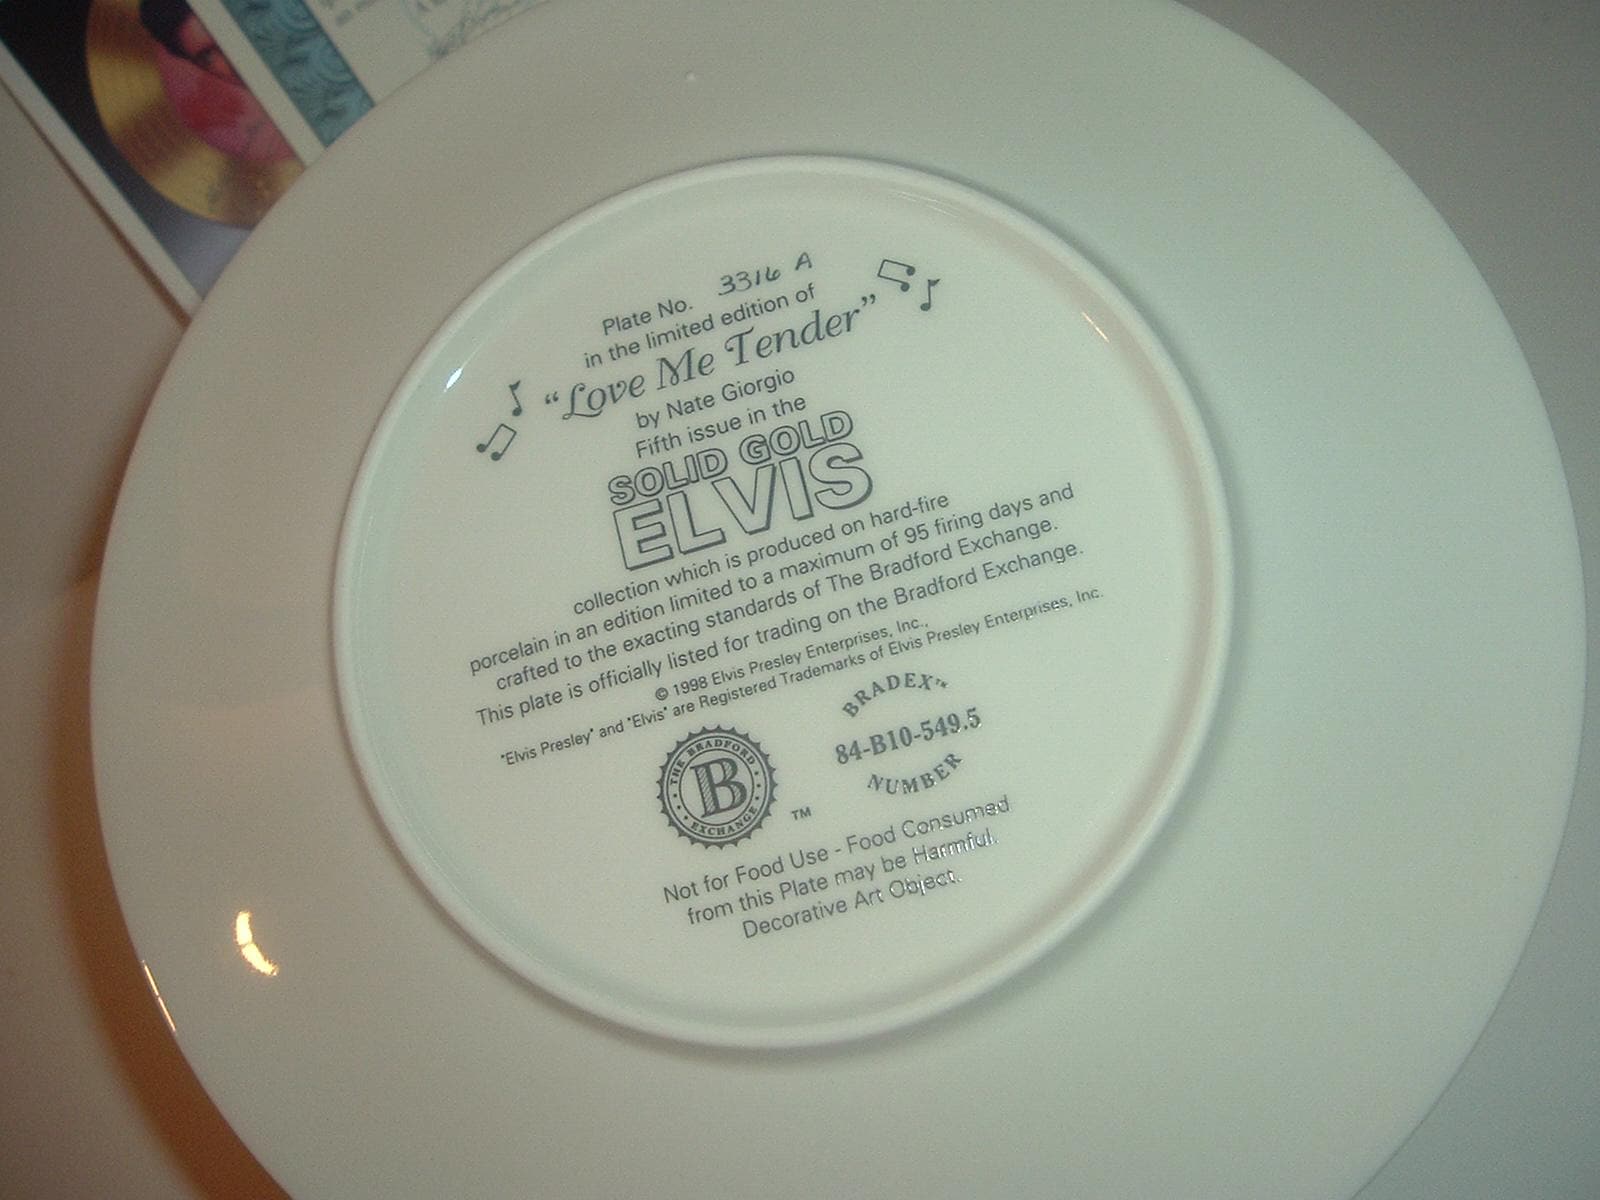 Plate No. 3316 A
in the limited edition of
“Love Me Tender”
by Nate Giorgio
Fifth issue in the
SOLID GOLD
ELVIS
collection which is produced on hard-fire
porcelain in an edition limited to a maximum of 95 firing days and
crafted to the exacting standards of The Bradford Exchange.
This plate is officially listed for trading on the Bradford Exchange.
© 1998 Elvis Presley Enterprises, Inc.,
"Elvis Presley" and "Elvis" are Registered Trademarks of Elvis Presley Enterprises, Inc.
THE BRADFORD
B
EXCHANGE
TM
BRADEX™
84-B10-549.5
NUMBER
Not for Food Use - Food Consumed
from this Plate may be Harmful.
Decorative Art Object.